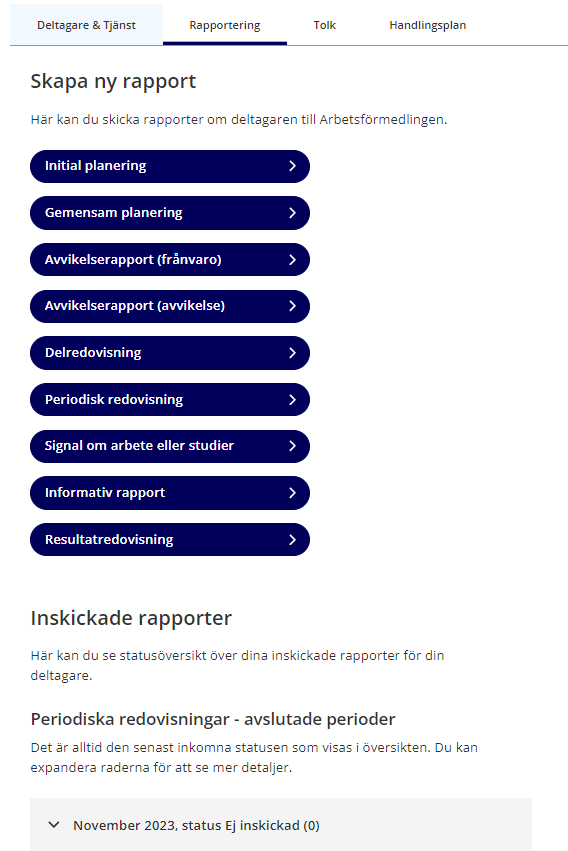 Deltagare & Tjänst
Rapportering
Tolk
Handlingsplan
Skapa ny rapport
Här kan du skicka rapporter om deltagaren till Arbetsförmedlingen.
Initial planering
Gemensam planering
Avvikelserapport (frånvaro)
Avvikelserapport (avvikelse)
Delredovisning
Periodisk redovisning
Signal om arbete eller studier
Informativ rapport
Resultatredovisning
Inskickade rapporter
Här kan du se statusöversikt över dina inskickade rapporter för din
deltagare.
Periodiska redovisningar - avslutade perioder
Det är alltid den senast inkomna statusen som visas i översikten. Du kan
expandera raderna för att se mer detaljer.
November 2023, status Ej inskickad (0)